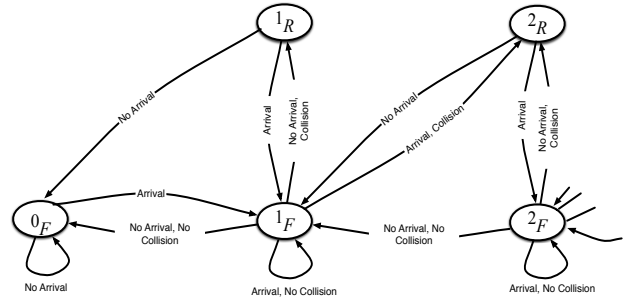 1R
2R
No Arrival
Arrival
No Arrival,
Collision
No Arrival
Arrival, Collision
Arrival
No Arrival,
Collision
Arrival
0F
No Arrival, No
Collision
1F
No Arrival, No
Collision
2F
No Arrival
Arrival, No Collision
Arrival, No Collision